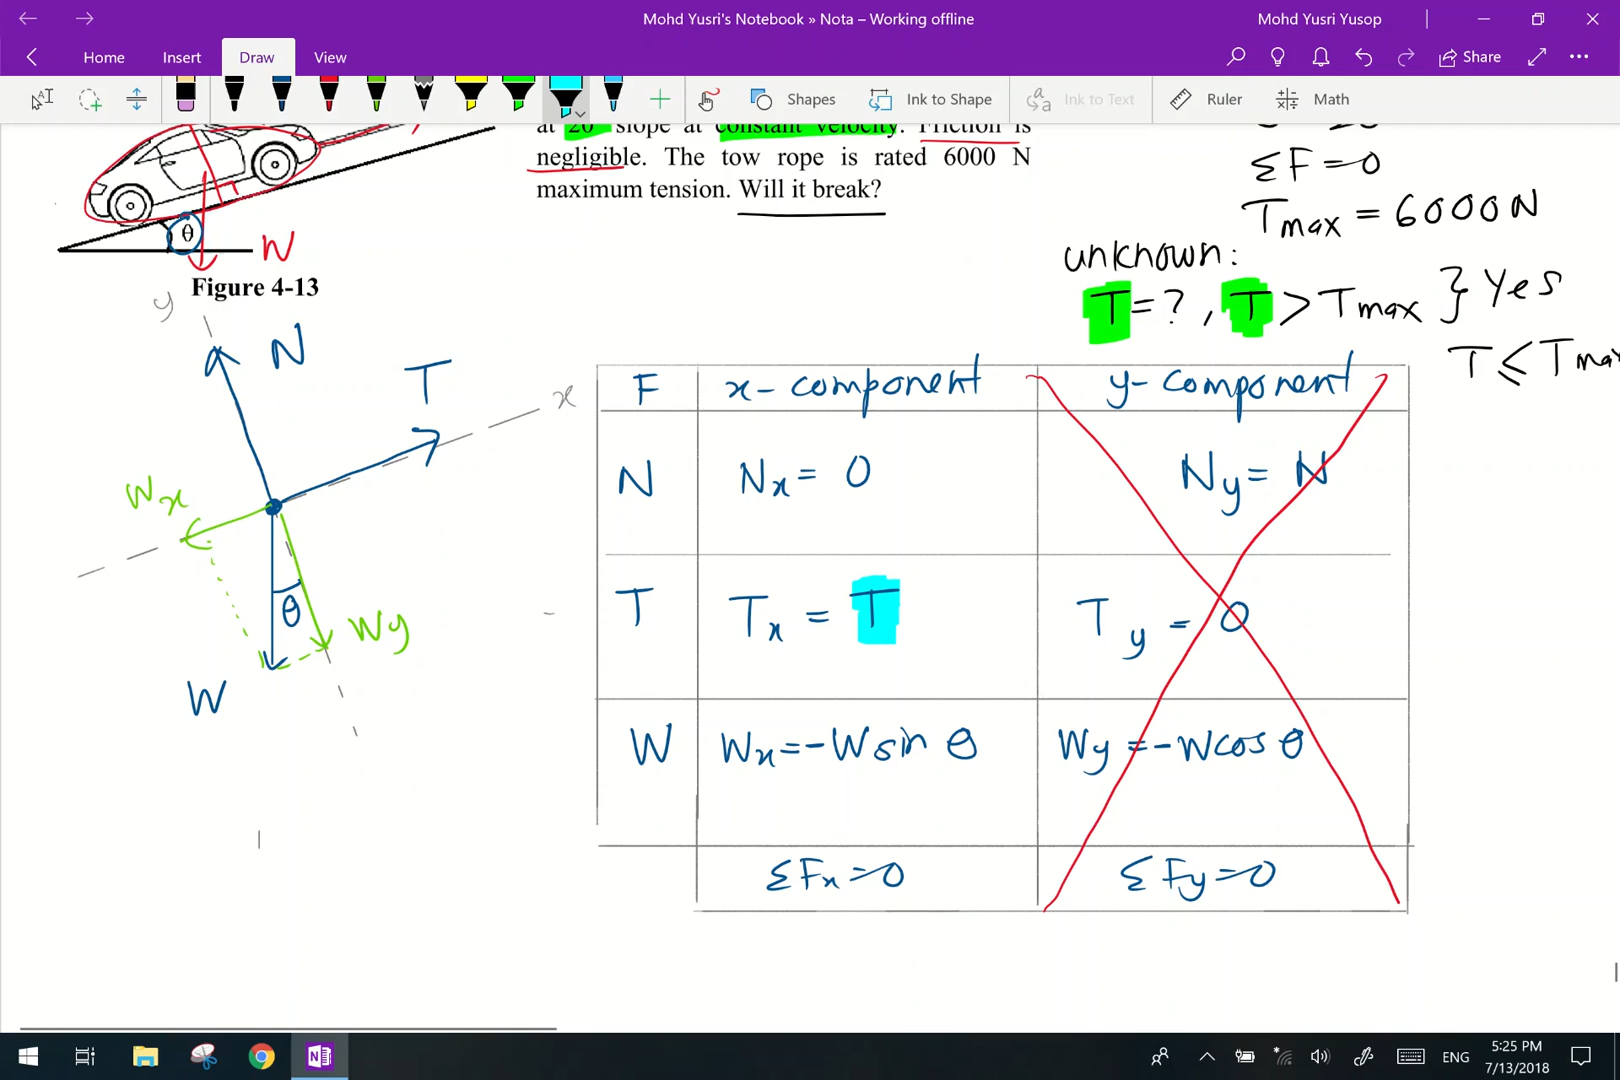 Mohd Yusri's Notebook » Nota – Working offline
Mohd Yusri Yusop
Home Insert Draw View
Share
Shapes Ink to Shape Ink to Text Ruler Math
at 20° slope at constant velocity. Friction is
negligible. The tow rope is rated 6000 N
maximum tension. Will it break?
θ
W
Figure 4-13
ΣF = 0
Tmax = 6000N
unknown:
T = ? , T > Tmax } Yes
T ≤ Tmax
y
N
T
x
Wx
θ
Wy
W
F x-component y-component
N Nx = 0 Ny = N
T Tx = T Ty = 0
W Wx = -W sin θ Wy = -W cos θ
ΣFx = 0 ΣFy = 0
ENG
5:25 PM
7/13/2018